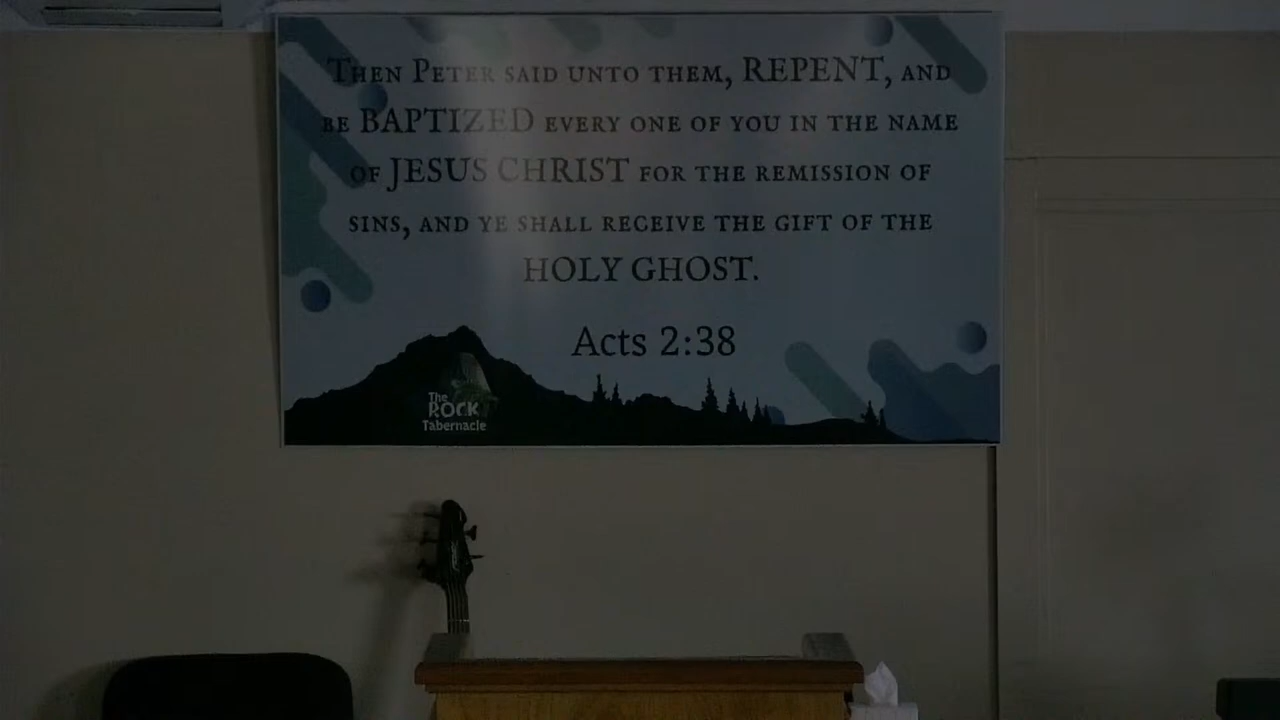 Then Peter said unto them, REPENT, and
be BAPTIZED every one of you in the name
of JESUS CHRIST for the remission of
sins, and ye shall receive the gift of the
HOLY GHOST.
Acts 2:38
The
ROCK
Tabernacle